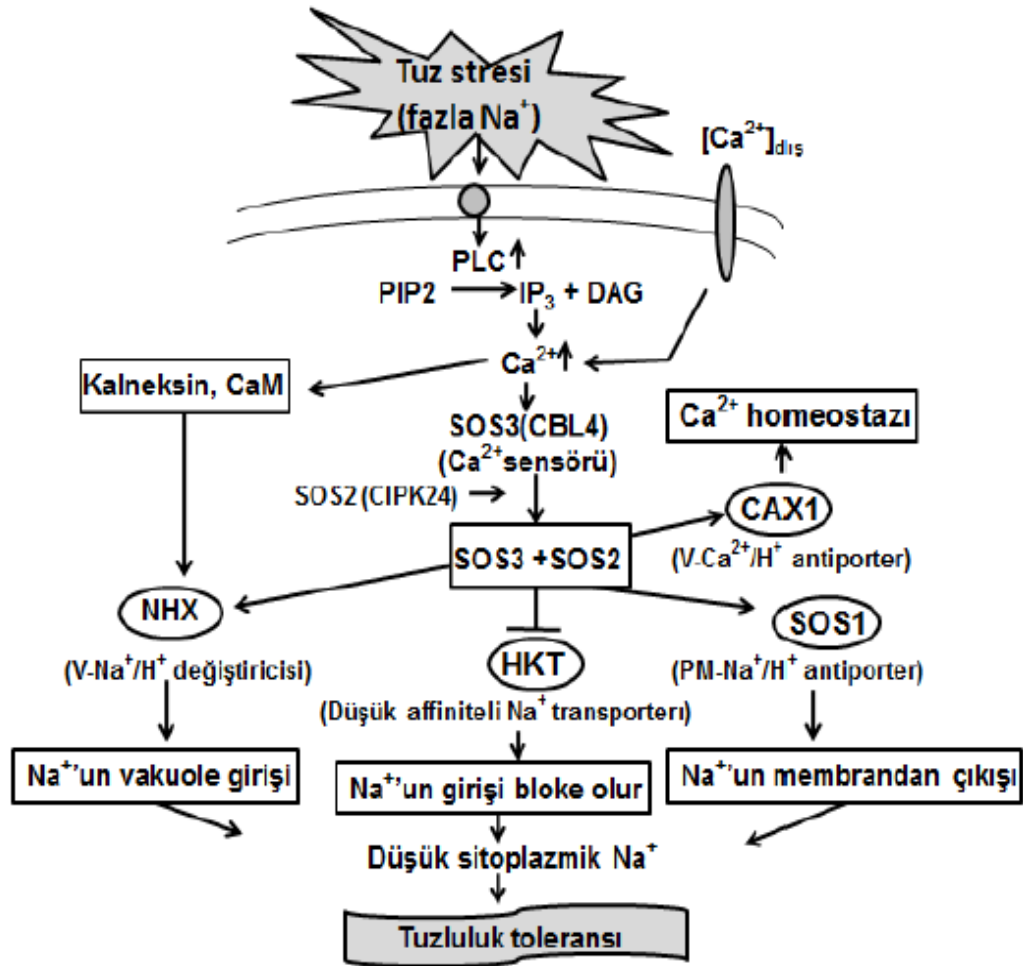 Tuz stresi
(fazla Na⁺)
[Ca²⁺]dış
PLC
PIP2 IP₃ + DAG
Ca²⁺
Kalneksin, CaM
SOS3(CBL4)
(Ca²⁺ sensörü)
Ca²⁺ homeostazı
SOS2 (CIPK24)
CAX1
(V-Ca²⁺/H⁺ antiporter)
SOS3 +SOS2
NHX
(V-Na⁺/H⁺ değiştiricisi)
HKT
(Düşük affiniteli Na⁺ transporterı)
SOS1
(PM-Na⁺/H⁺ antiporter)
Na⁺'un vakuole girişi
Na⁺'un girişi bloke olur
Na⁺'un membrandan çıkışı
Düşük sitoplazmik Na⁺
Tuzluluk toleransı